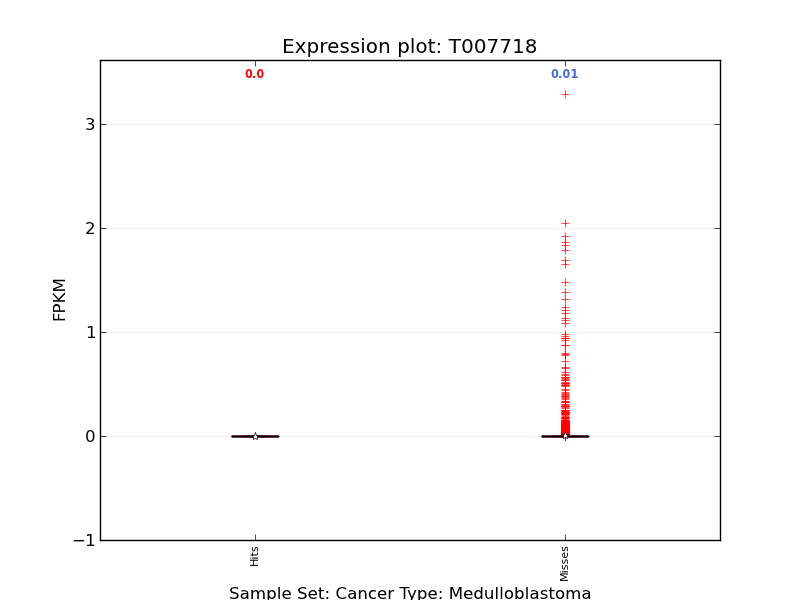 Expression plot: T007718
0.0
0.01
3
2
1
0
−1
FPKM
Hits
Misses
Sample Set: Cancer Type: Medulloblastoma